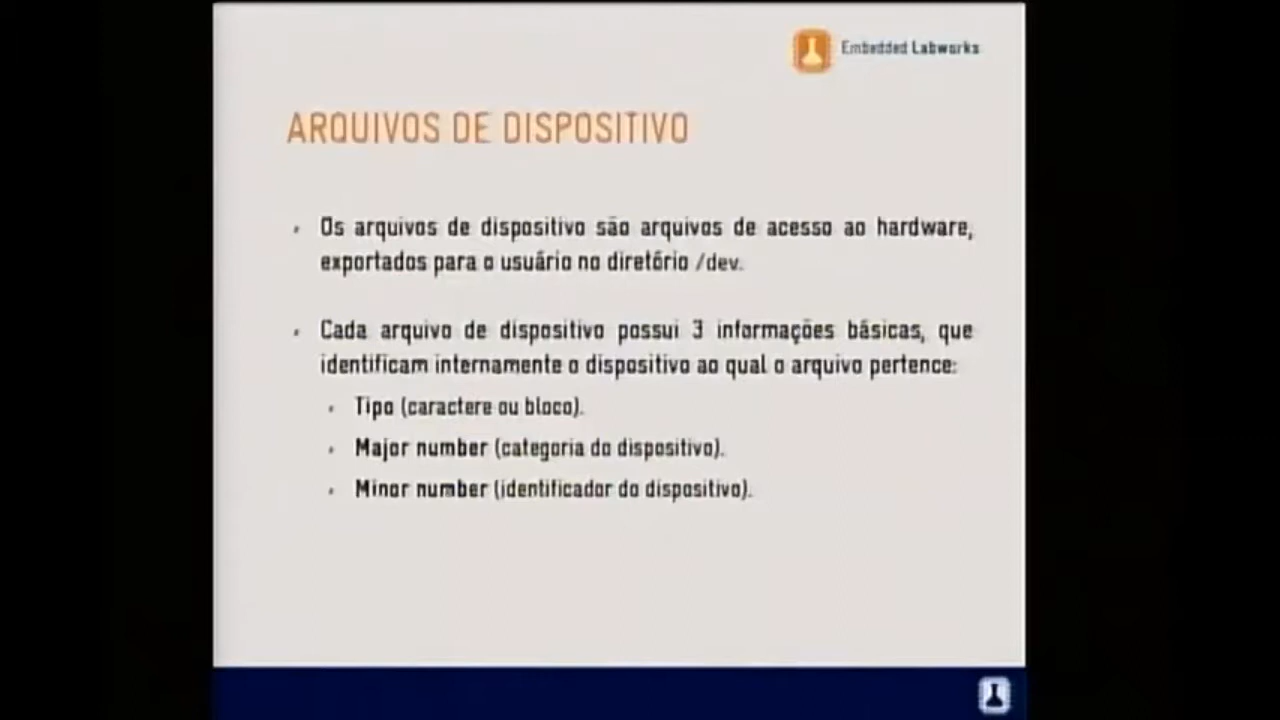 Embedded Labworks
ARQUIVOS DE DISPOSITIVO
Os arquivos de dispositivo são arquivos de acesso ao hardware,
exportados para o usuário no diretório /dev.
Cada arquivo de dispositivo possui 3 informações básicas, que
identificam internamente o dispositivo ao qual o arquivo pertence:
Tipo (caractere ou bloco).
Major number (categoria do dispositivo).
Minor number (identificador do dispositivo).